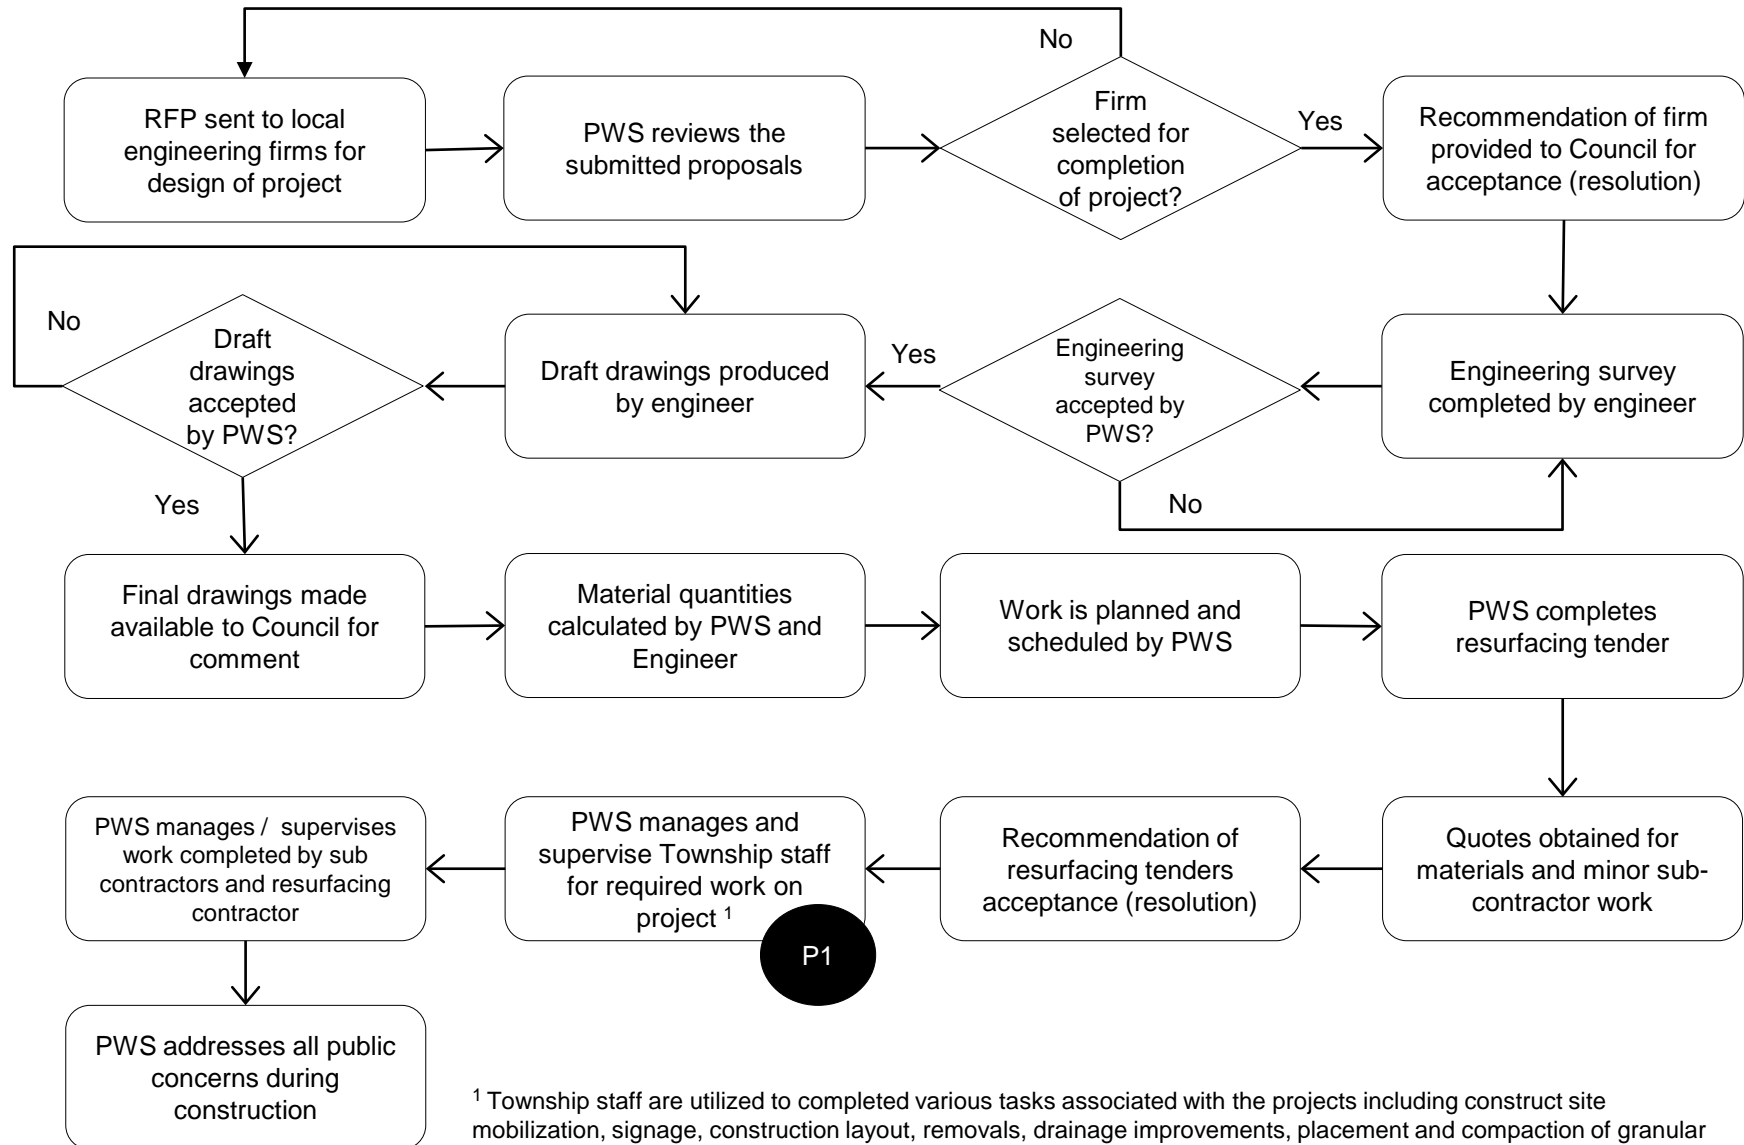 No
RFP sent to local
engineering firms for
design of project
PWS reviews the
submitted proposals
Firm
selected for
completion
of project?
Yes
Recommendation of firm
provided to Council for
acceptance (resolution)
Engineering survey
completed by engineer
Engineering
survey
accepted by
PWS?
No
Yes
Draft drawings produced
by engineer
Draft
drawings
accepted
by PWS?
No
Yes
Final drawings made
available to Council for
comment
Material quantities
calculated by PWS and
Engineer
Work is planned and
scheduled by PWS
PWS completes
resurfacing tender
Quotes obtained for
materials and minor sub-
contractor work
Recommendation of
resurfacing tenders
acceptance (resolution)
PWS manages and
supervise Township staff
for required work on
project 1
P1
PWS manages / supervises
work completed by sub
contractors and resurfacing
contractor
PWS addresses all public
concerns during
construction
1 Township staff are utilized to completed various tasks associated with the projects including construct site
mobilization, signage, construction layout, removals, drainage improvements, placement and compaction of granular